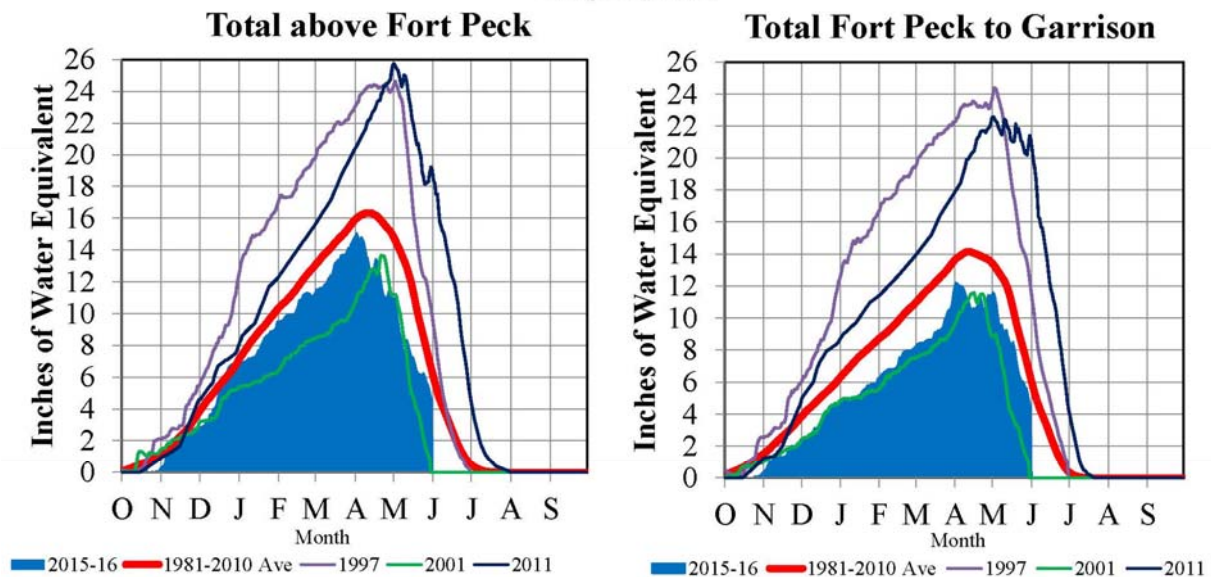 Total above Fort Peck
Inches of Water Equivalent
26
24
22
20
18
16
14
12
10
8
6
4
2
0
O N D J F M A M J J A S
Month
2015-16 1981-2010 Ave 1997 2001 2011
Total Fort Peck to Garrison
Inches of Water Equivalent
26
24
22
20
18
16
14
12
10
8
6
4
2
0
O N D J F M A M J J A S
Month
2015-16 1981-2010 Ave 1997 2001 2011